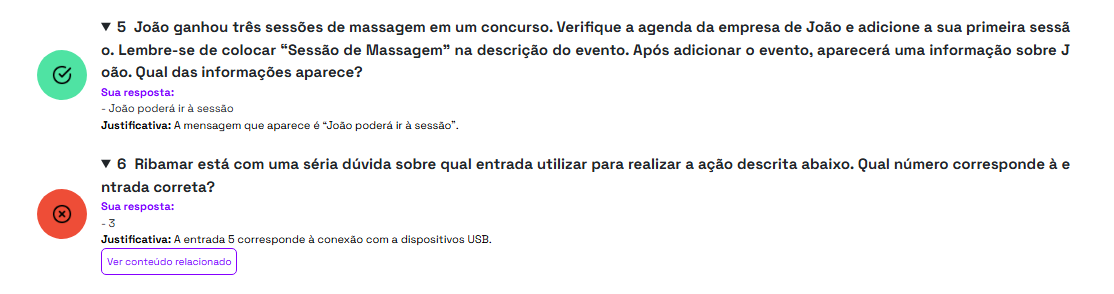 ▼ 5 João ganhou três sessões de massagem em um concurso. Verifique a agenda da empresa de João e adicione a sua primeira sessã
o. Lembre-se de colocar “Sessão de Massagem” na descrição do evento. Após adicionar o evento, aparecerá uma informação sobre J
oão. Qual das informações aparece?
Sua resposta:
- João poderá ir à sessão
Justificativa: A mensagem que aparece é “João poderá ir à sessão”.
▼ 6 Ribamar está com uma séria dúvida sobre qual entrada utilizar para realizar a ação descrita abaixo. Qual número corresponde à e
ntrada correta?
Sua resposta:
- 3
Justificativa: A entrada 5 corresponde à conexão com a dispositivos USB.
Ver conteúdo relacionado